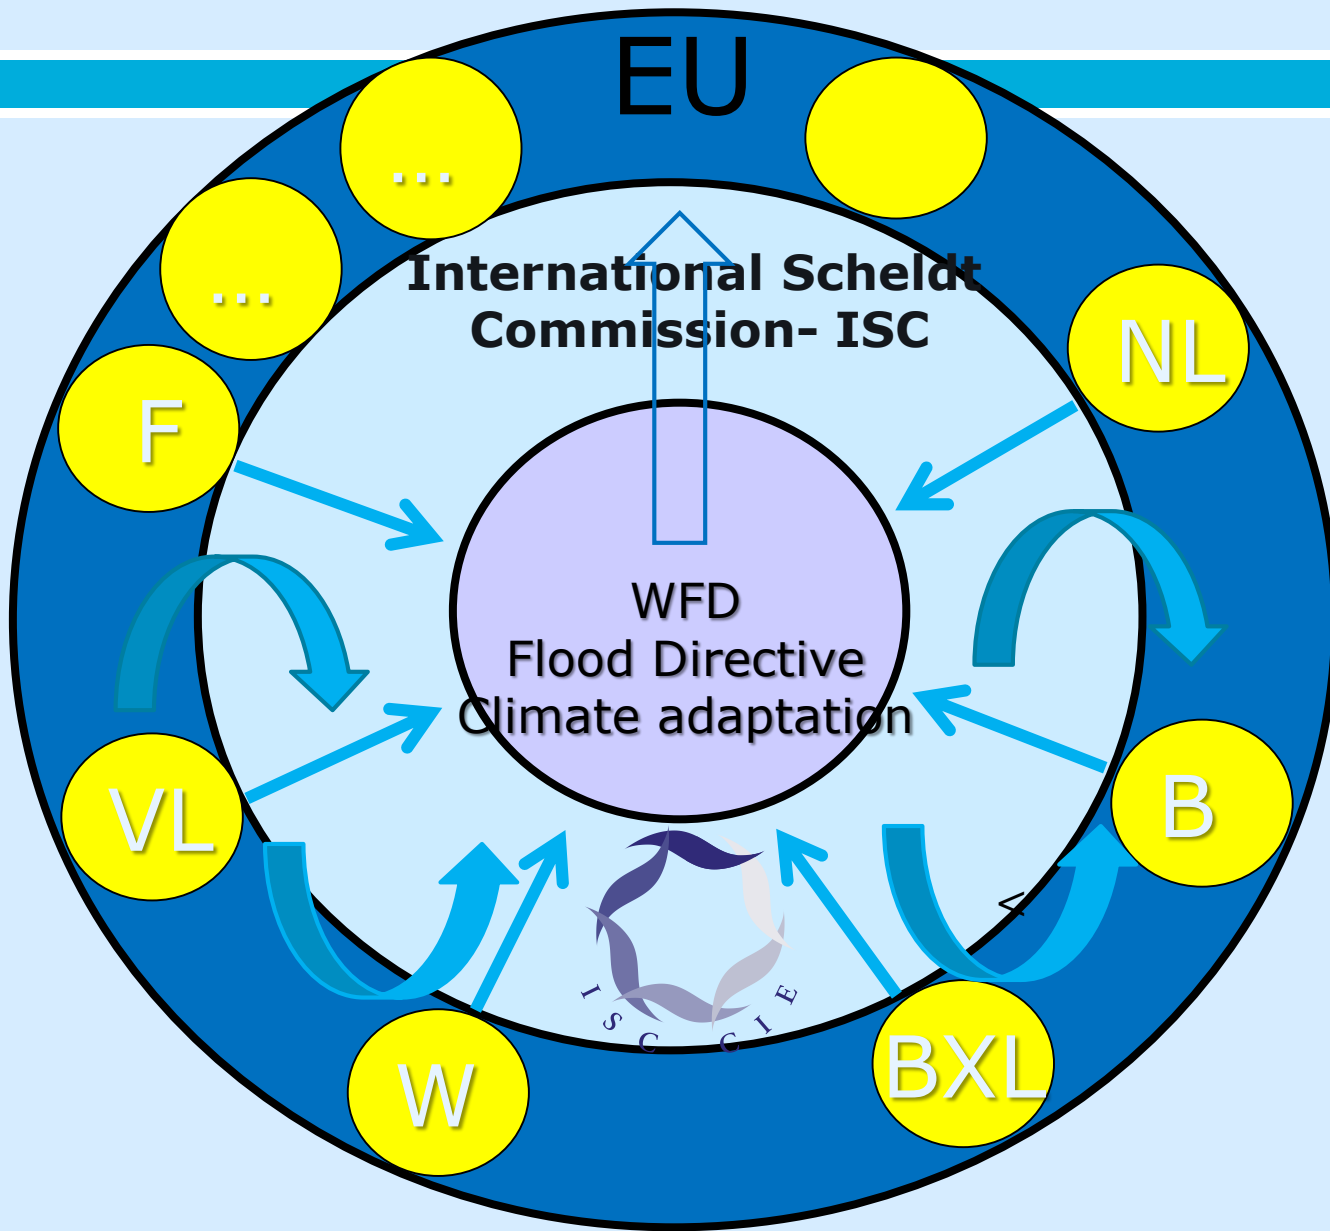 EU
...
...
International Scheldt
Commission- ISC
NL
F
WFD
Flood Directive
Climate adaptation
VL
B
<
ISC CIE
W
BXL